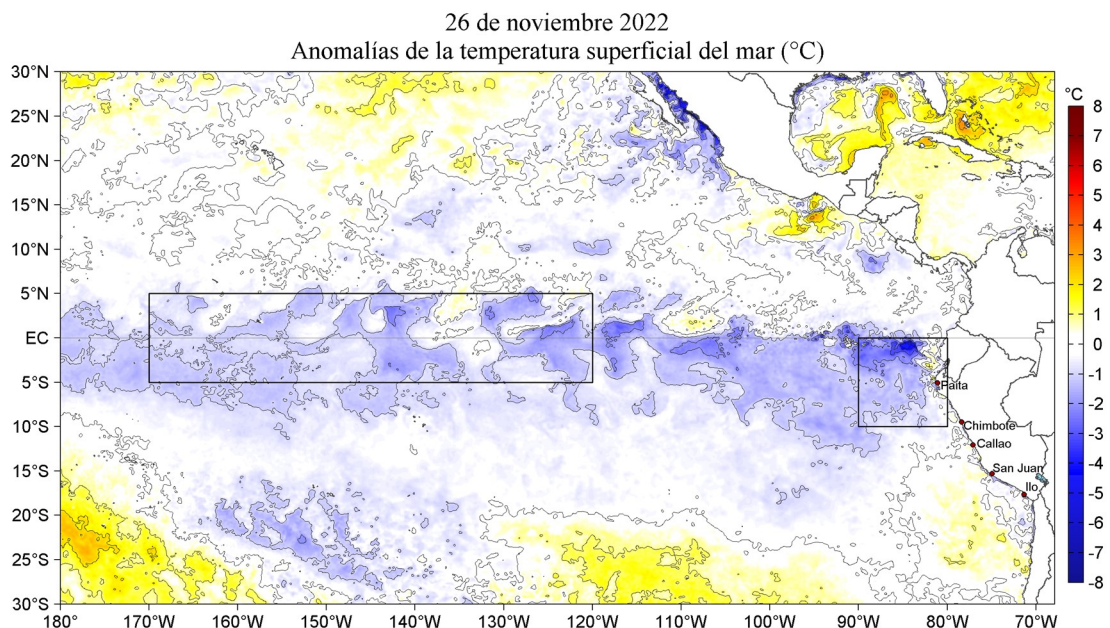 26 de noviembre 2022
Anomalías de la temperatura superficial del mar (°C)
30°N
25°N
20°N
15°N
10°N
5°N
EC
5°S
10°S
15°S
20°S
25°S
30°S
Paita
Chimbote
Callao
San Juan
Ilo
180°W
170°W
160°W
150°W
140°W
130°W
120°W
110°W
100°W
90°W
80°W
70°W
°C
8
7
6
5
4
3
2
1
0
-1
-2
-3
-4
-5
-6
-7
-8